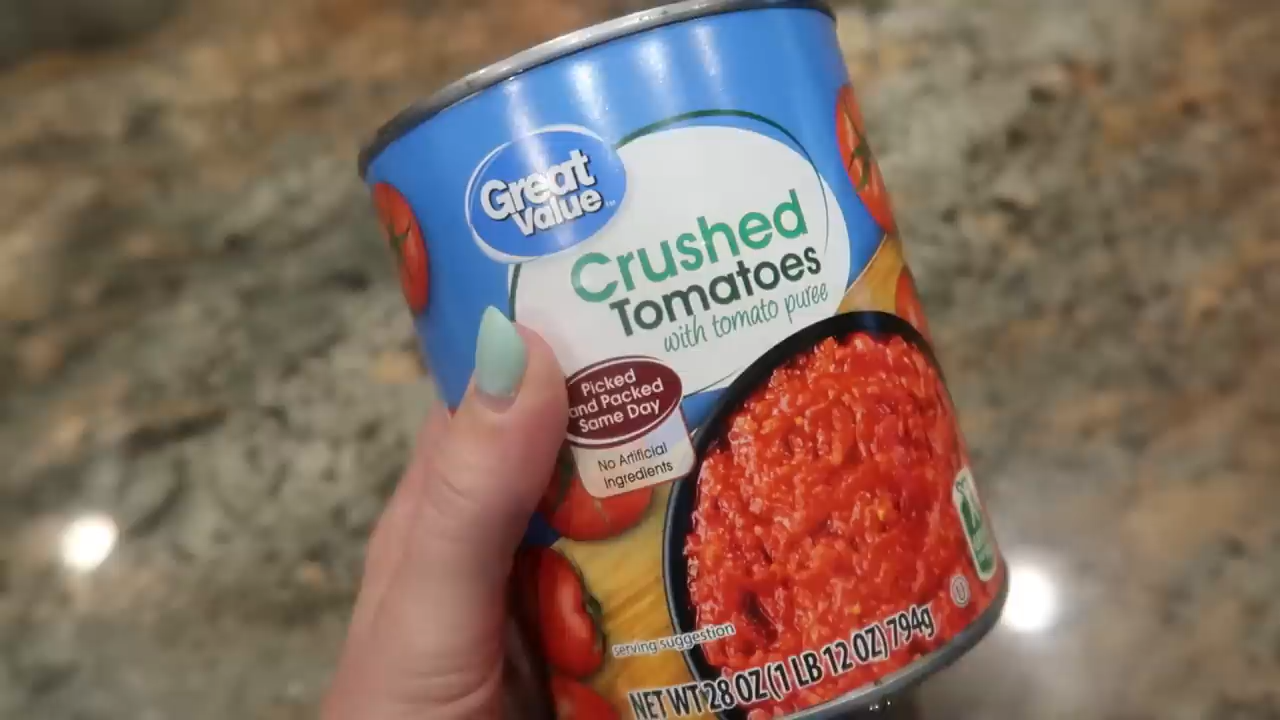 Great
Value™
Crushed
Tomatoes
with tomato puree
Picked
and Packed
Same Day
No Artificial
Ingredients
serving suggestion
U
NET WT 28 OZ (1 LB 12 OZ) 794g